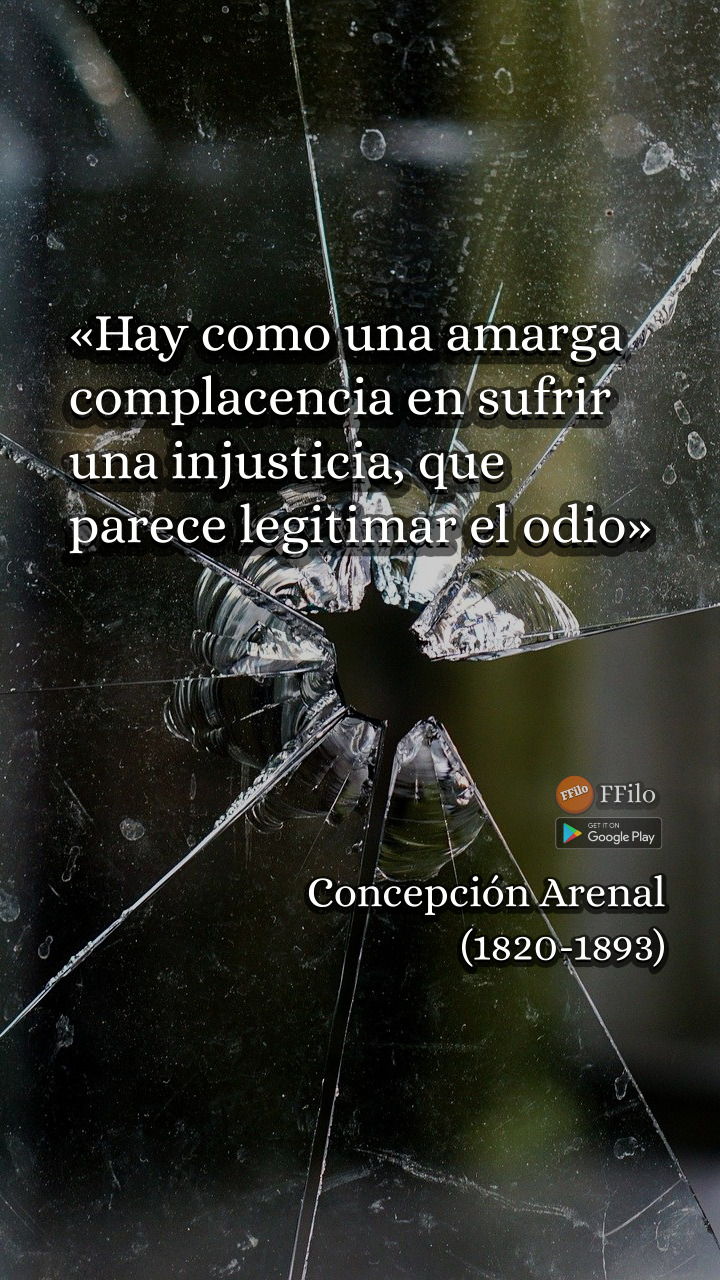 «Hay como una amarga
complacencia en sufrir
una injusticia, que
parece legitimar el odio»
FFilo FFilo
GET IT ON
Google Play
Concepción Arenal
(1820-1893)